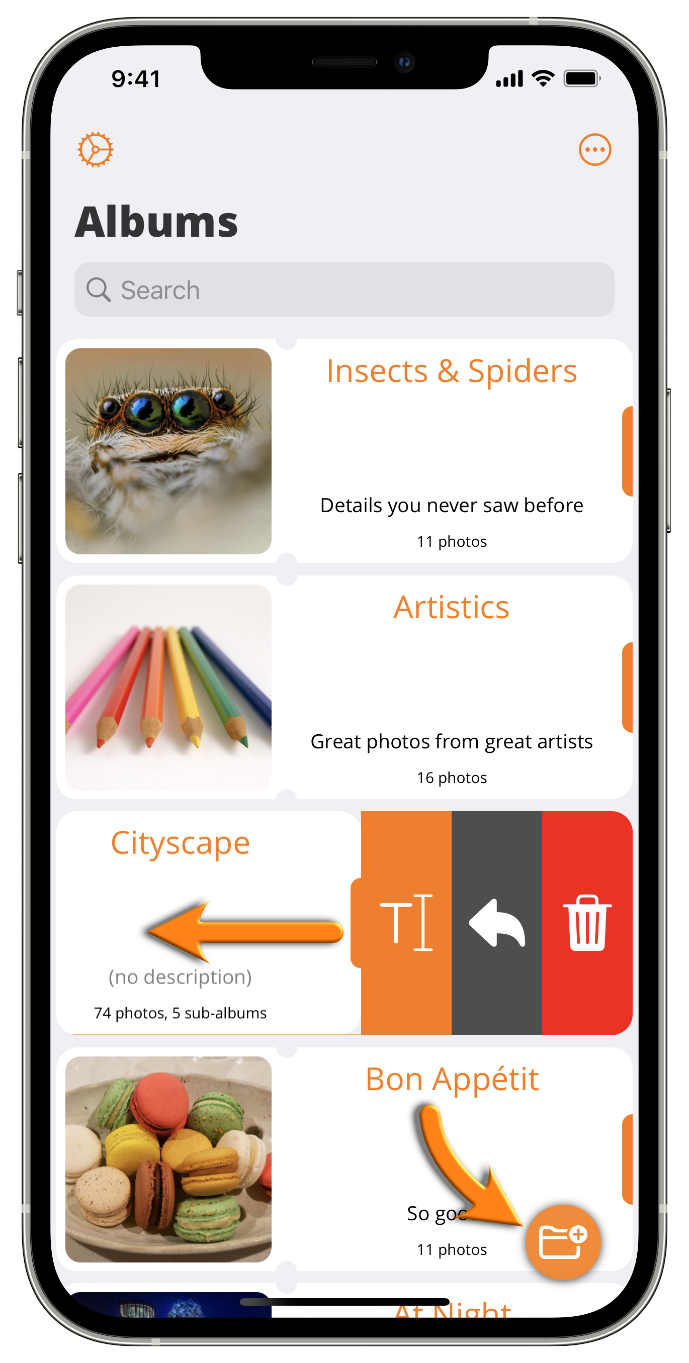 9:41
Albums
Search
Insects & Spiders
Details you never saw before
11 photos
Artistics
Great photos from great artists
16 photos
Cityscape
T
(no description)
74 photos, 5 sub-albums
Bon Appétit
So
11 photos
At Night